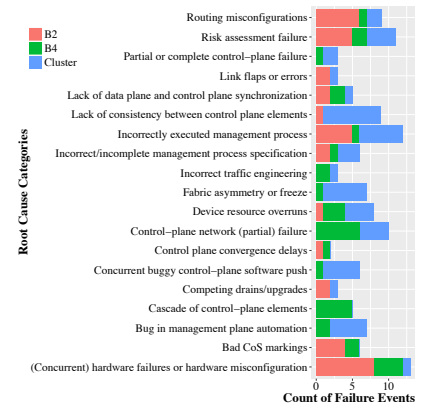 B2
B4
Cluster
Root Cause Categories
Routing misconfigurations
Risk assessment failure
Partial or complete control−plane failure
Link flaps or errors
Lack of data plane and control plane synchronization
Lack of consistency between control plane elements
Incorrectly executed management process
Incorrect/incomplete management process specification
Incorrect traffic engineering
Fabric asymmetry or freeze
Device resource overruns
Control−plane network (partial) failure
Control plane convergence delays
Concurrent buggy control−plane software push
Competing drains/upgrades
Cascade of control−plane elements
Bug in management plane automation
Bad CoS markings
(Concurrent) hardware failures or hardware misconfiguration
0 5 10
Count of Failure Events